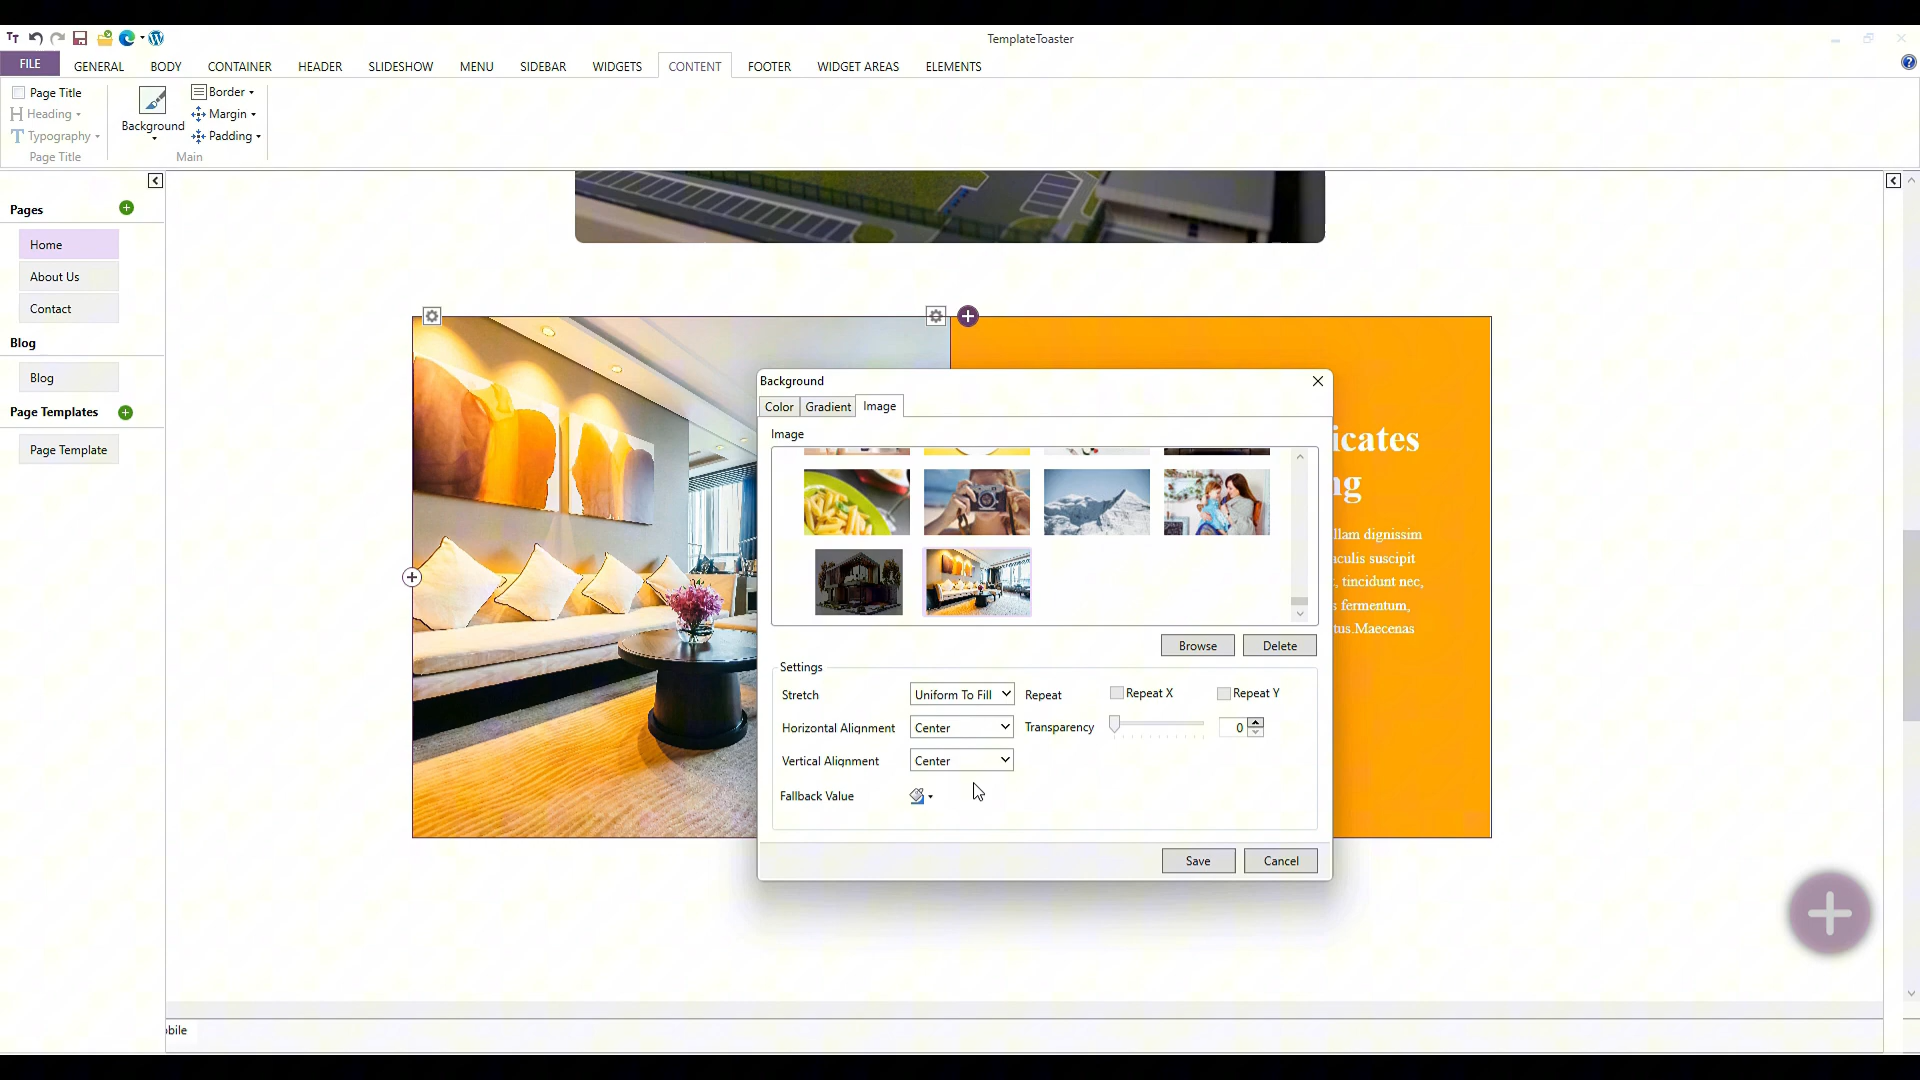 TemplateToaster
FILE GENERAL BODY CONTAINER HEADER SLIDESHOW MENU SIDEBAR WIDGETS CONTENT FOOTER WIDGET AREAS ELEMENTS
Page Title
Heading
Typography
Page Title
Background
Border
Margin
Padding
Main
Pages
Home
About Us
Contact
Blog
Blog
Page Templates
Page Template
Background
Color Gradient Image
Image
Browse Delete
Settings
Stretch Uniform To Fill Repeat Repeat X Repeat Y
Horizontal Alignment Center Transparency 0
Vertical Alignment Center
Fallback Value
Save Cancel
icates
ng
llam dignissim
aculis suscipit
, tincidunt nec,
s fermentum,
tus.Maecenas
bile